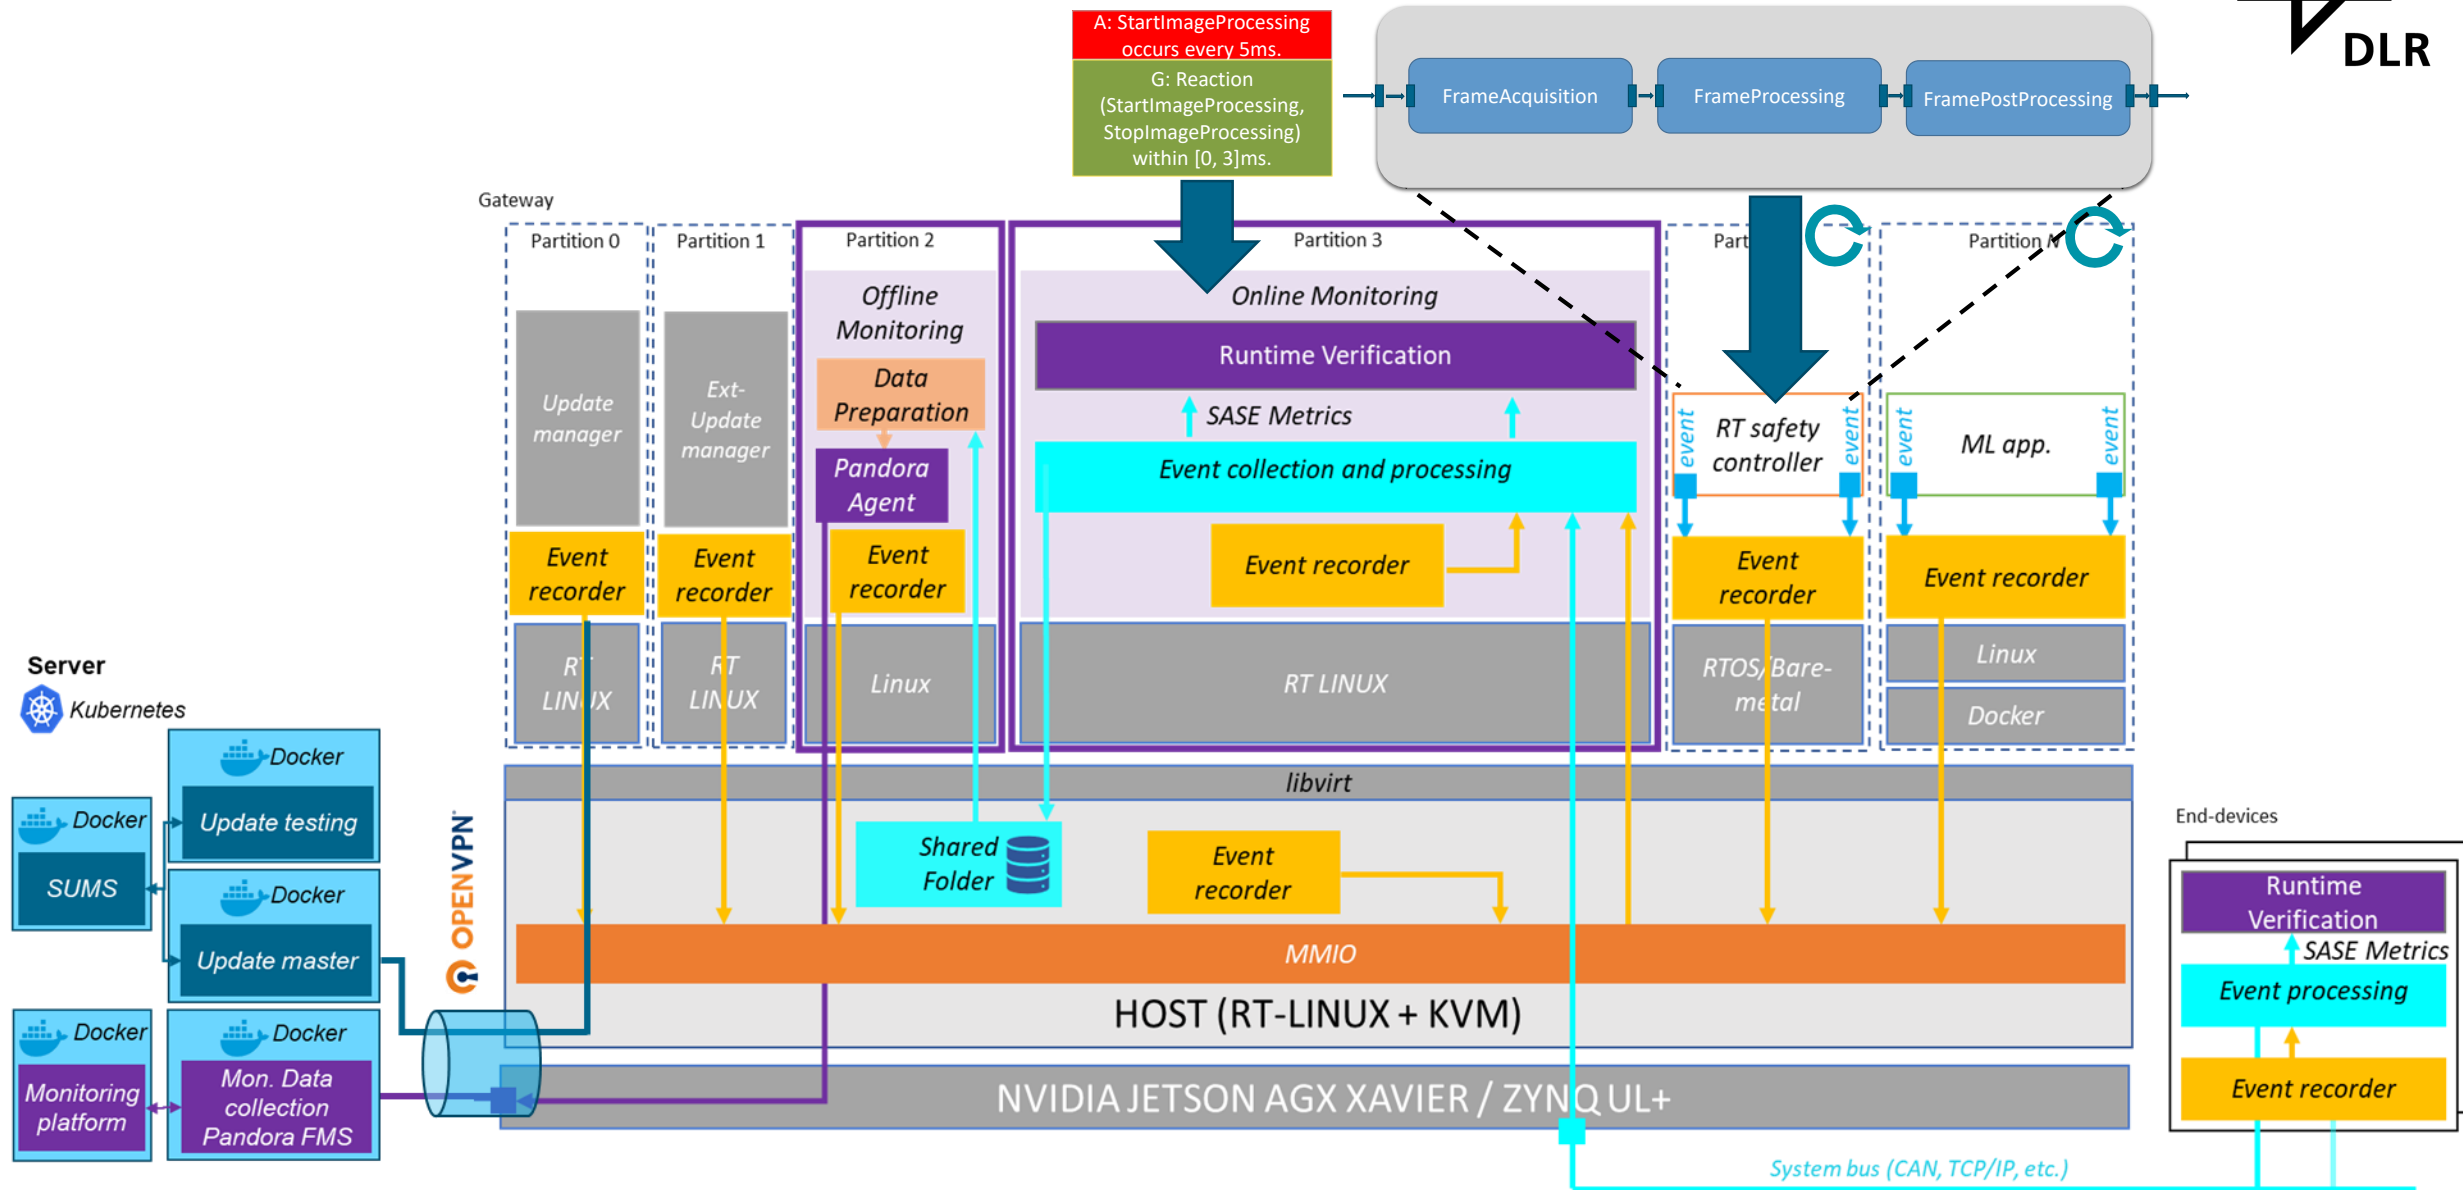 A: StartImageProcessing
occurs every 5ms.
G: Reaction
(StartImageProcessing,
StopImageProcessing)
within [0, 3]ms.
FrameAcquisition
FrameProcessing
FramePostProcessing
DLR
Gateway
Partition 0
Partition 1
Partition 2
Partition 3
Part
Partition N
Update
manager
Ext-
Update
manager
Offline
Monitoring
Data
Preparation
Pandora
Agent
Online Monitoring
Runtime Verification
SASE Metrics
Event collection and processing
event
RT safety
controller
event
event
ML app.
event
Event
recorder
Event
recorder
Event
recorder
Event recorder
Event
recorder
Event recorder
RT
LINUX
RT
LINUX
Linux
RT LINUX
RTOS/Bare-
metal
Linux
Docker
Server
Kubernetes
Docker
Update testing
Docker
SUMS
Docker
Update master
Docker
Monitoring
platform
Docker
Mon. Data
collection
Pandora FMS
OPENVPN
libvirt
Shared
Folder
Event
recorder
MMIO
HOST (RT-LINUX + KVM)
NVIDIA JETSON AGX XAVIER / ZYNQ UL+
System bus (CAN, TCP/IP, etc.)
End-devices
Runtime
Verification
SASE Metrics
Event processing
Event recorder